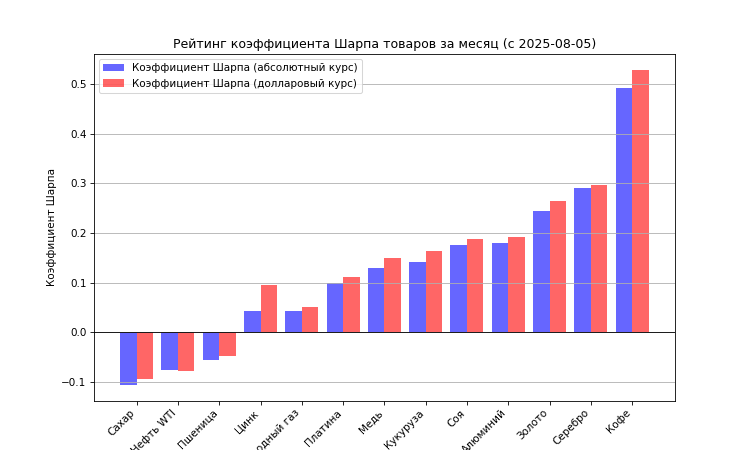 Рейтинг коэффициента Шарпа товаров за месяц (с 2025-08-05)
Коэффициент Шарпа (абсолютный курс)
Коэффициент Шарпа (долларовый курс)
Коэффициент Шарпа
0.5
0.4
0.3
0.2
0.1
0.0
−0.1
Сахар
Нефть WTI
Пшеница
Цинк
одный газ
Платина
Медь
Кукуруза
Соя
Алюминий
Золото
Серебро
Кофе